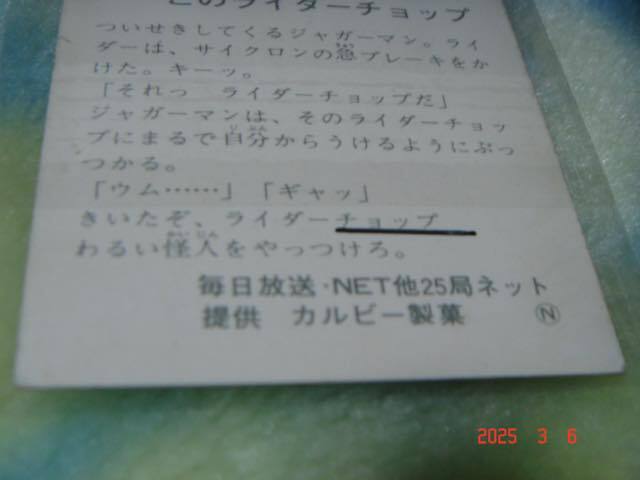 このライダーチョップ
ついせきしてくるジャガーマン。ライ
ダーは、サイクロンの急ブレーキをか
けた。キーッ。
「それっ ライダーチョップだ」
ジャガーマンは、そのライダーチョッ
プにまるで自分からうけるようにぶっ
つかる。
「ウム……」「ギャッ」
きいたぞ、ライダーチョップ
わるい怪人をやっつけろ。
毎日放送・NET他25局ネット
提供 カルビー製菓 Ⓝ
2025 3 6